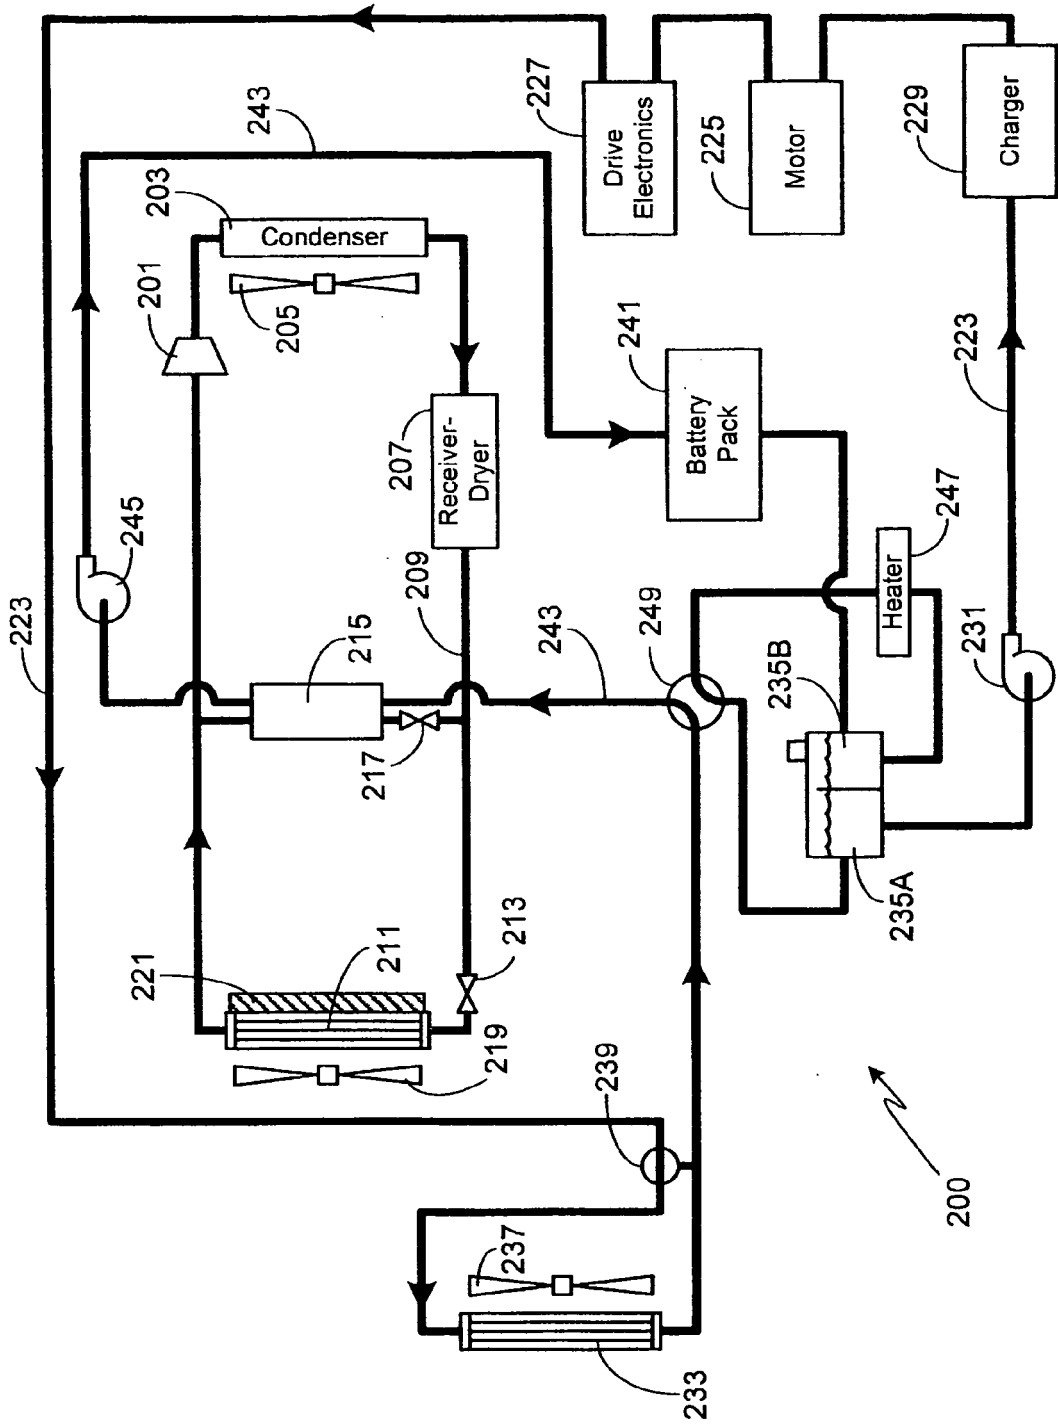 223
245
221
201
203
243
205
Condenser
215
217
211
207
209
Receiver-
Dryer
219
237
213
227
243
239
Drive
Electronics
241
249
233
Battery
Pack
225
235B
Motor
235A
Heater
229
247
200
223
231
Charger